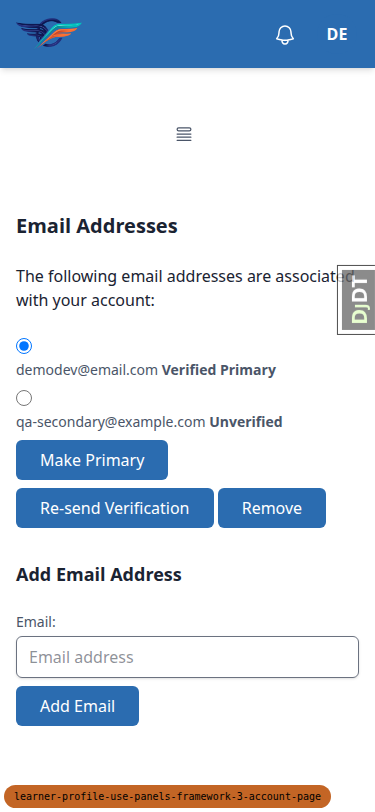 DE
Email Addresses
The following email addresses are associated
with your account:
DjDT
demodev@email.com Verified Primary
qa-secondary@example.com Unverified
Make Primary
Re-send Verification Remove
Add Email Address
Email:
Email address
Add Email
learner-profile-use-panels-framework-3-account-page